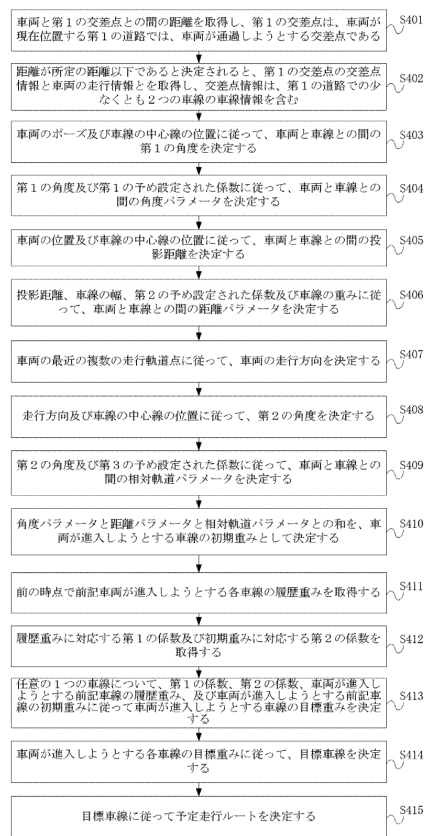 車両と第1の交差点との間の距離を取得し、第1の交差点は、車両が
現在位置する第1の道路では、車両が通過しようとする交差点である
S401
距離が所定の距離以下であると決定されると、第1の交差点の交差点
情報と車両の走行情報とを取得し、交差点情報は、第1の道路での少
なくとも2つの車線の車線情報を含む
S402
車両のポーズ及び車線の中心線の位置に従って、車両と車線との間の
第1の角度を決定する
S403
第1の角度及び第1の予め設定された係数に従って、車両と車線との
間の角度パラメータを決定する
S404
車両の位置及び車線の中心線の位置に従って、車両と車線との間の投
影距離を決定する
S405
投影距離、車線の幅、第2の予め設定された係数及び車線の重みに従
って、車両と車線との間の距離パラメータを決定する
S406
車両の最近の複数の走行軌道点に従って、車両の走行方向を決定する
S407
走行方向及び車線の中心線の位置に従って、第2の角度を決定する
S408
第2の角度及び第3の予め設定された係数に従って、車両と車線との
間の相対軌道パラメータを決定する
S409
角度パラメータと距離パラメータと相対軌道パラメータとの和を、車
両が進入しようとする車線の初期重みとして決定する
S410
前の時点で前記車両が進入しようとする各車線の履歴重みを取得する
S411
履歴重みに対応する第1の係数及び初期重みに対応する第2の係数を
取得する
S412
任意の1つの車線について、第1の係数、第2の係数、車両が進入し
ようとする前記車線の履歴重み、及び車両が進入しようとする前記車
線の初期重みに従って車両が進入しようとする車線の目標重みを決定
する
S413
車両が進入しようとする各車線の目標重みに従って、目標車線を決定
する
S414
目標車線に従って予定走行ルートを決定する
S415